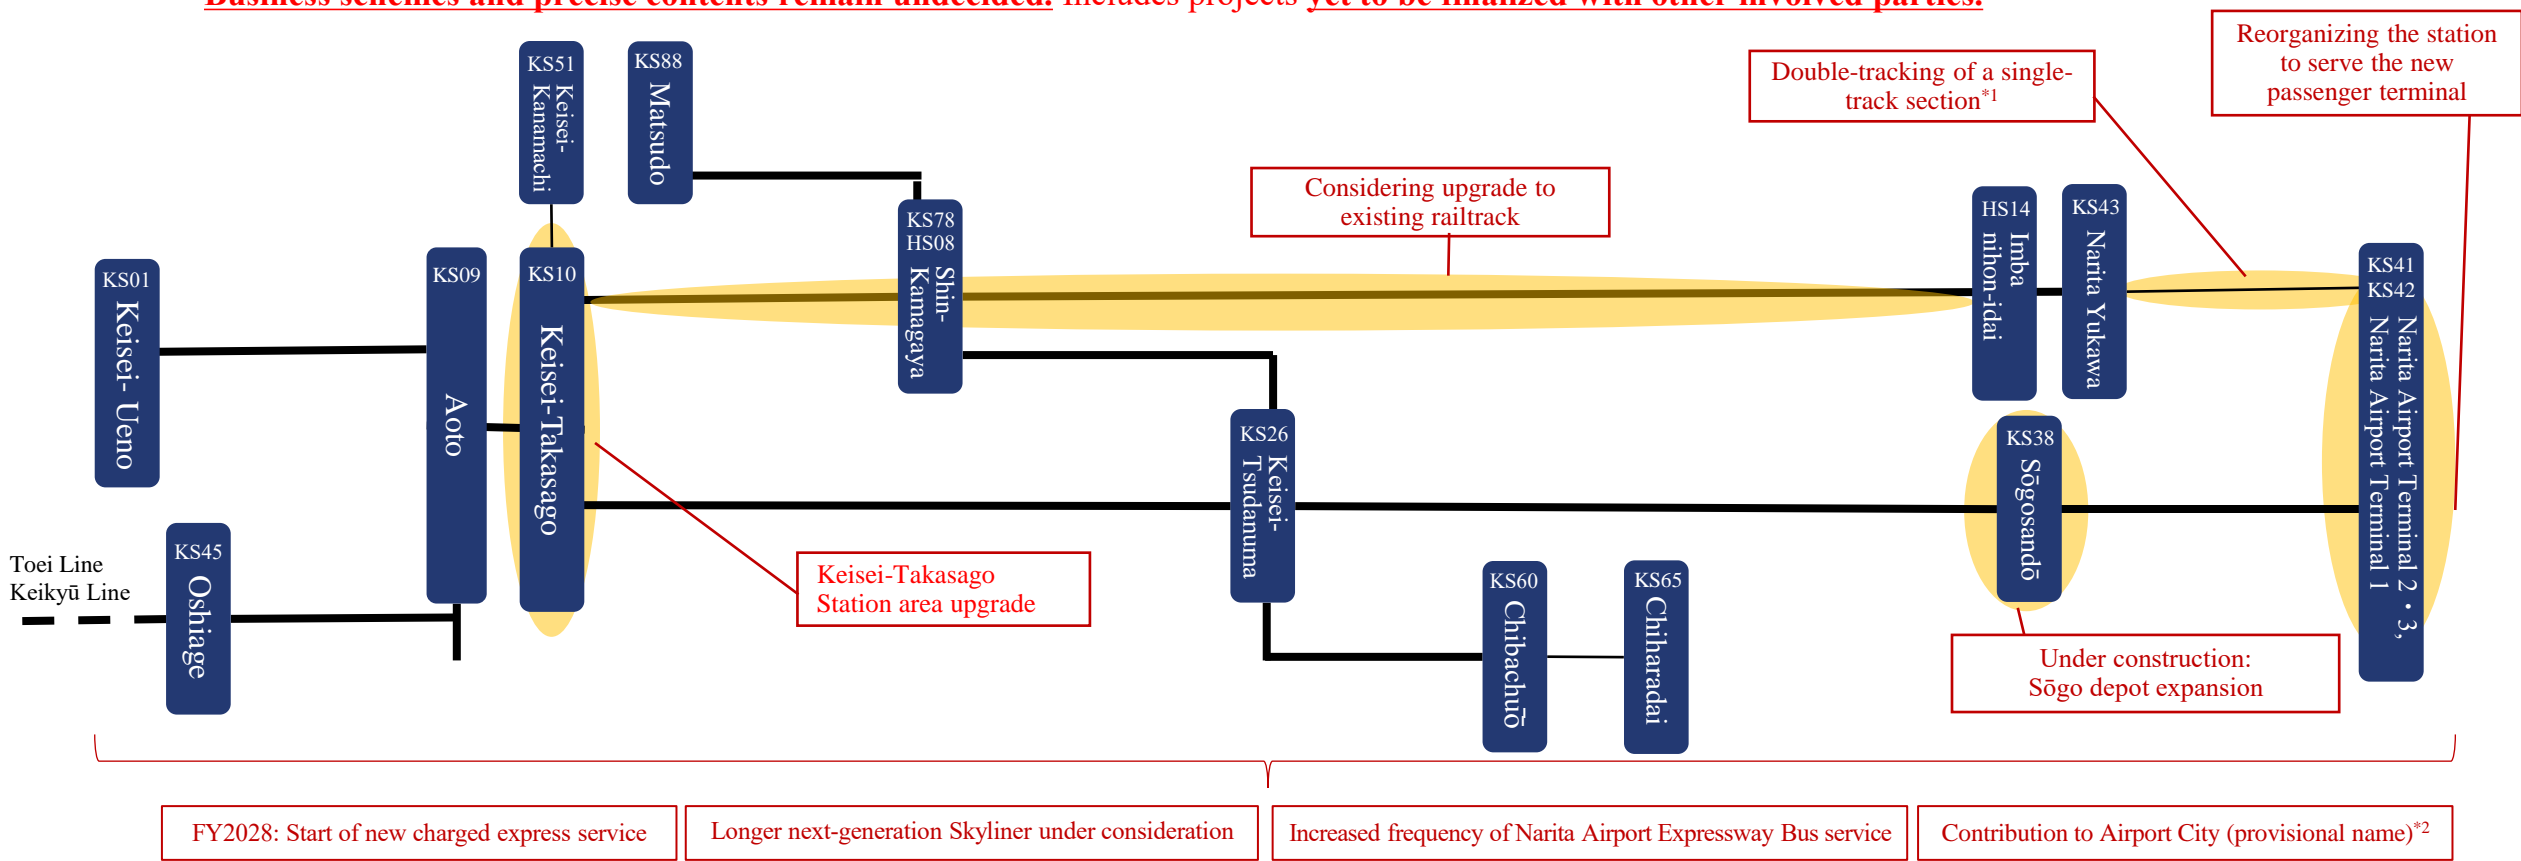 Business schemes and precise contents remain undecided. Includes projects yet to be finalized with other involved parties.
Reorganizing the station
to serve the new
passenger terminal
Double-tracking of a single-
track section*1
Considering upgrade to
existing railtrack
KS51
Keisei-
Kanamachi
KS88
Matsudo
KS78
HS08
Shin-
Kamagaya
HS14
Imba
nihon-idai
KS43
Narita Yukawa
KS41
KS42
Narita Airport Terminal 2・3,
Narita Airport Terminal 1
KS01
Keisei- Ueno
KS09
Aoto
KS10
Keisei-Takasago
KS26
Keisei-
Tsudanuma
KS38
Sōgosandō
Toei Line
Keikyū Line
KS45
Oshiage
Keisei-Takasago
Station area upgrade
KS60
Chibachūō
KS65
Chiharadai
Under construction:
Sōgo depot expansion
FY2028: Start of new charged express service
Longer next-generation Skyliner under consideration
Increased frequency of Narita Airport Expressway Bus service
Contribution to Airport City (provisional name)*2